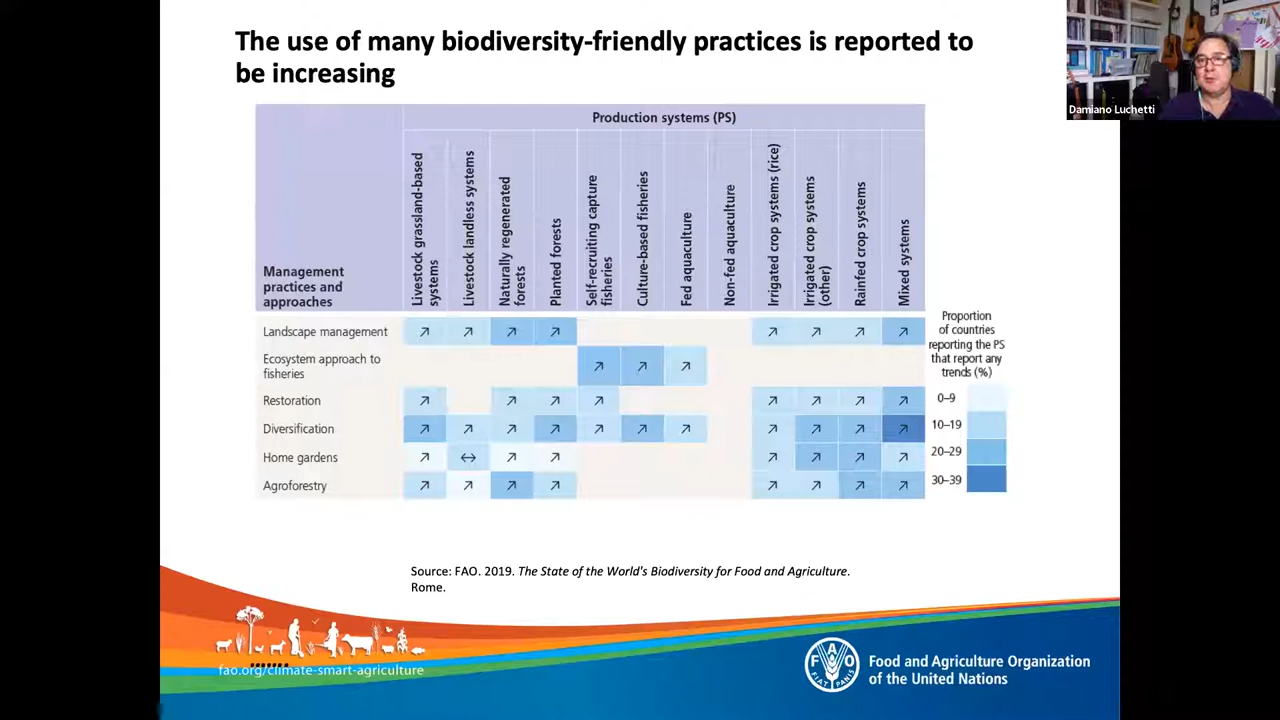 The use of many biodiversity-friendly practices is reported to
be increasing
Damiano Luchetti
Production systems (PS)
Management
practices and
approaches
Livestock grassland-based
systems
Livestock landless systems
Naturally regenerated
forests
Planted forests
Self-recruiting capture
fisheries
Culture-based fisheries
Fed aquaculture
Non-fed aquaculture
Irrigated crop systems (rice)
Irrigated crop systems
(other)
Rainfed crop systems
Mixed systems
Landscape management
Ecosystem approach to
fisheries
Restoration
Diversification
Home gardens
Agroforestry
Proportion
of countries
reporting the PS
that report any
trends (%)
0–9
10–19
20–29
30–39
Source: FAO. 2019. The State of the World's Biodiversity for Food and Agriculture.
Rome.
fao.org/climate-smart-agriculture
FAO
FIAT PANIS
Food and Agriculture Organization
of the United Nations